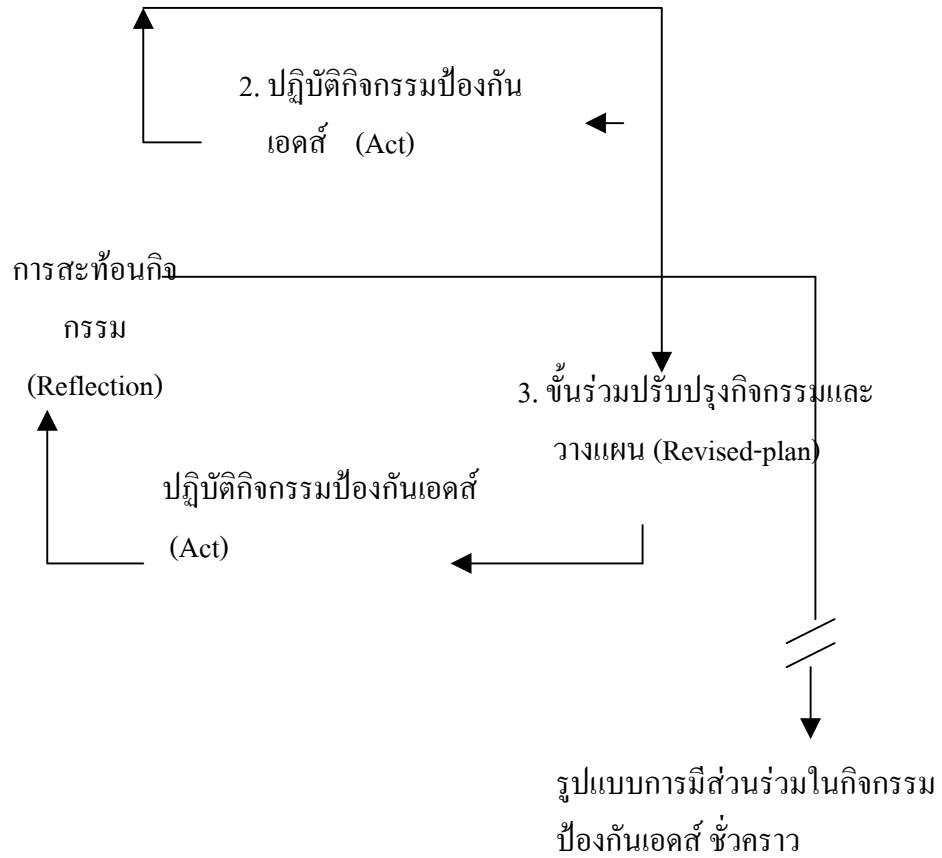 2. ปฏิบัติกิจกรรมป้องกัน
เอดส์ (Act)
การสะท้อนกิจ
กรรม
(Reflection)
3. ขั้นร่วมปรับปรุงกิจกรรมและ
วางแผน (Revised-plan)
ปฏิบัติกิจกรรมป้องกันเอดส์
(Act)
รูปแบบการมีส่วนร่วมในกิจกรรม
ป้องกันเอดส์ ชั่วคราว